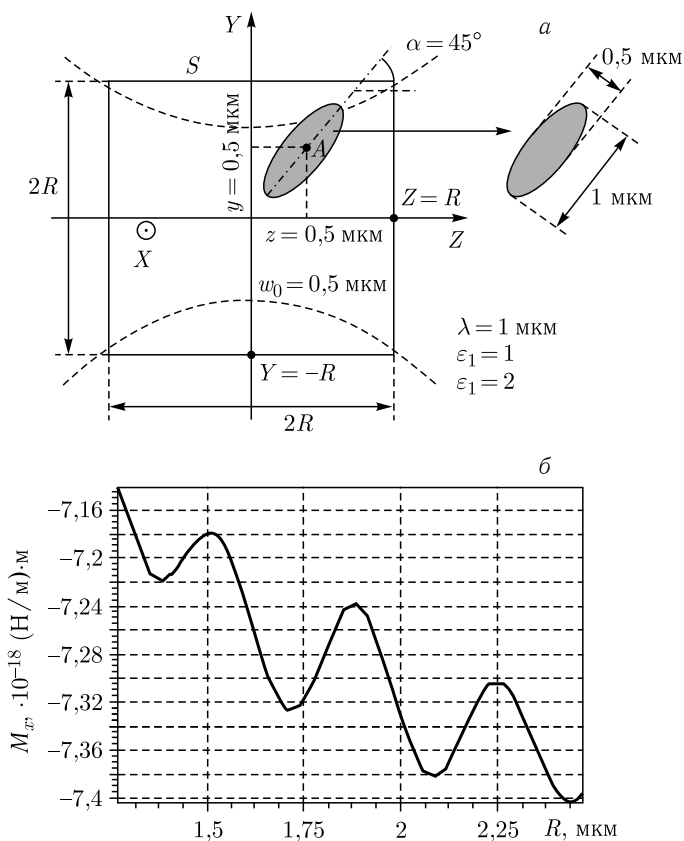 Y
α = 45°
а
S
0,5 мкм
y = 0,5 мкм
A
2R
Z = R
1 мкм
X
z = 0,5 мкм
Z
w₀ = 0,5 мкм
λ = 1 мкм
ε₁ = 1
ε₁ = 2
Y = −R
2R
б
−7,16
−7,2
−7,24
−7,28
−7,32
−7,36
−7,4
Mₓ, ·10⁻¹⁸ (Н/м)·м
1,5 1,75 2 2,25 R, мкм